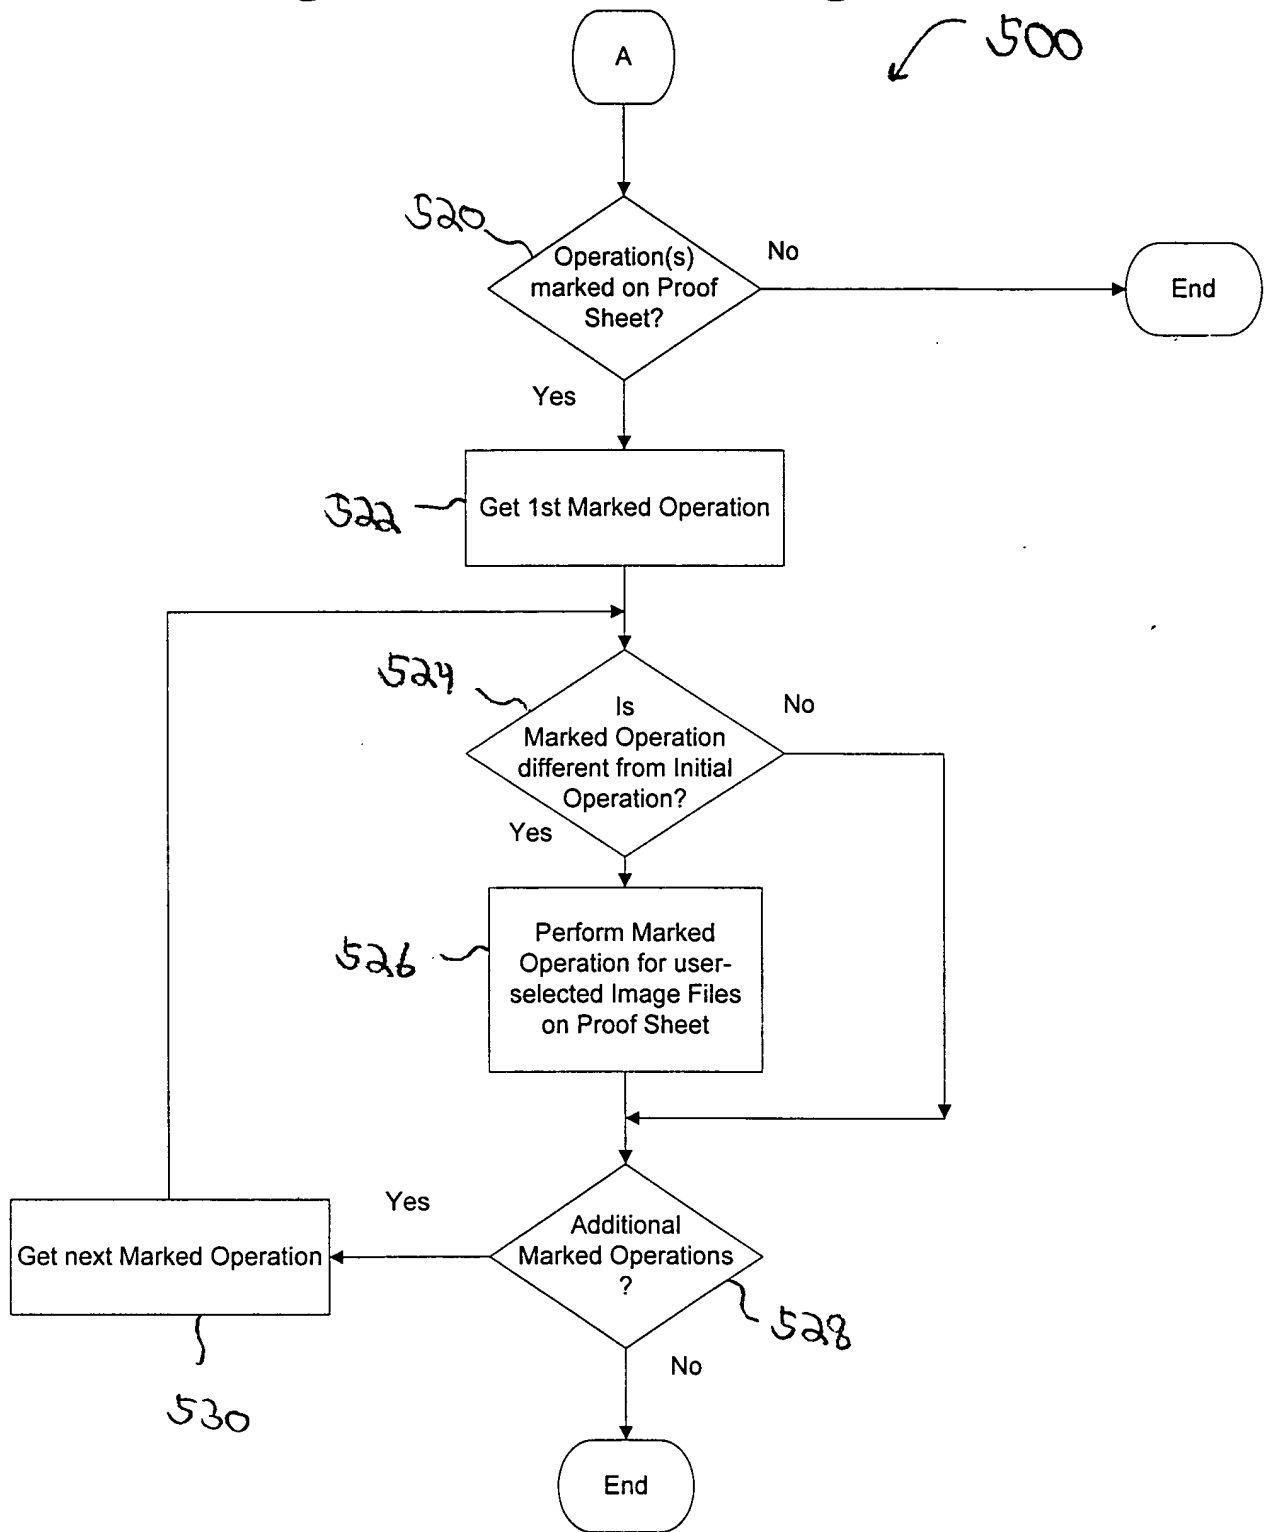 A
500
520
Operation(s)
marked on Proof
Sheet?
No
End
Yes
522
Get 1st Marked Operation
524
Is
Marked Operation
different from Initial
Operation?
No
Yes
526
Perform Marked
Operation for user-
selected Image Files
on Proof Sheet
Yes
Get next Marked Operation
Additional
Marked Operations
?
528
No
530
End